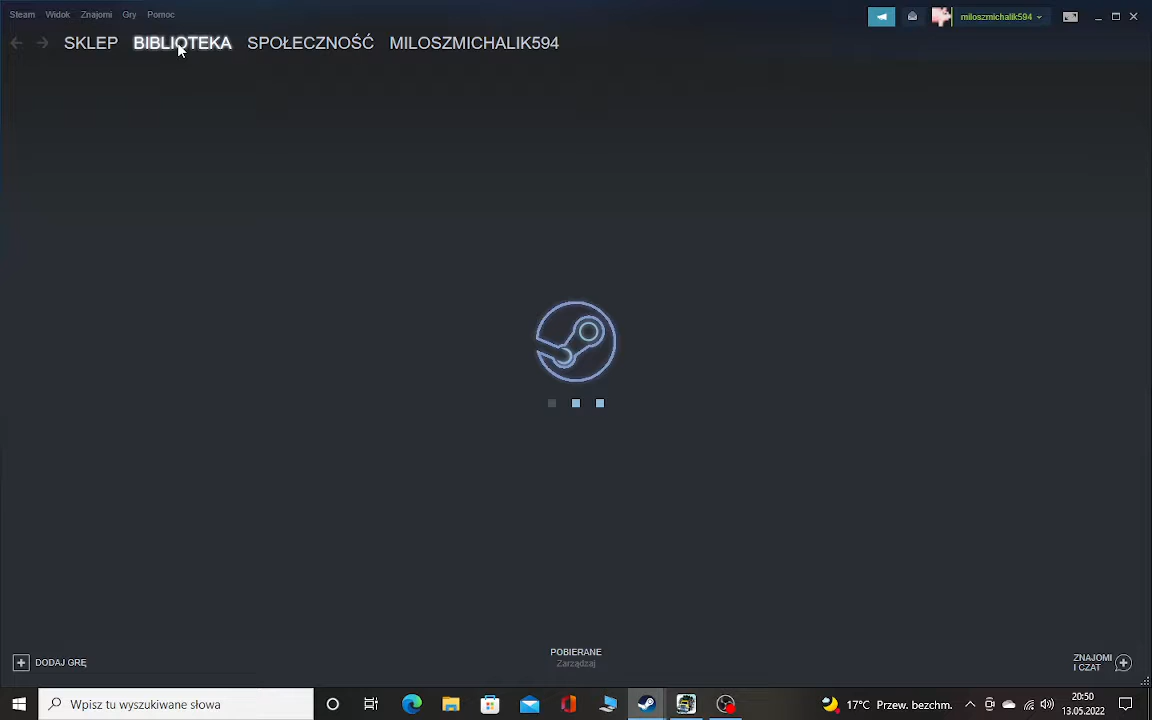 Steam Widok Znajomi Gry Pomoc
miloszmichalik594
SKLEP BIBLIOTEKA SPOŁECZNOŚĆ MILOSZMICHALIK594
POBIERANE
Zarządzaj
DODAJ GRĘ
ZNAJOMI
I CZAT
Wpisz tu wyszukiwane słowa
17°C Przew. bezchm.
20:50
13.05.2022